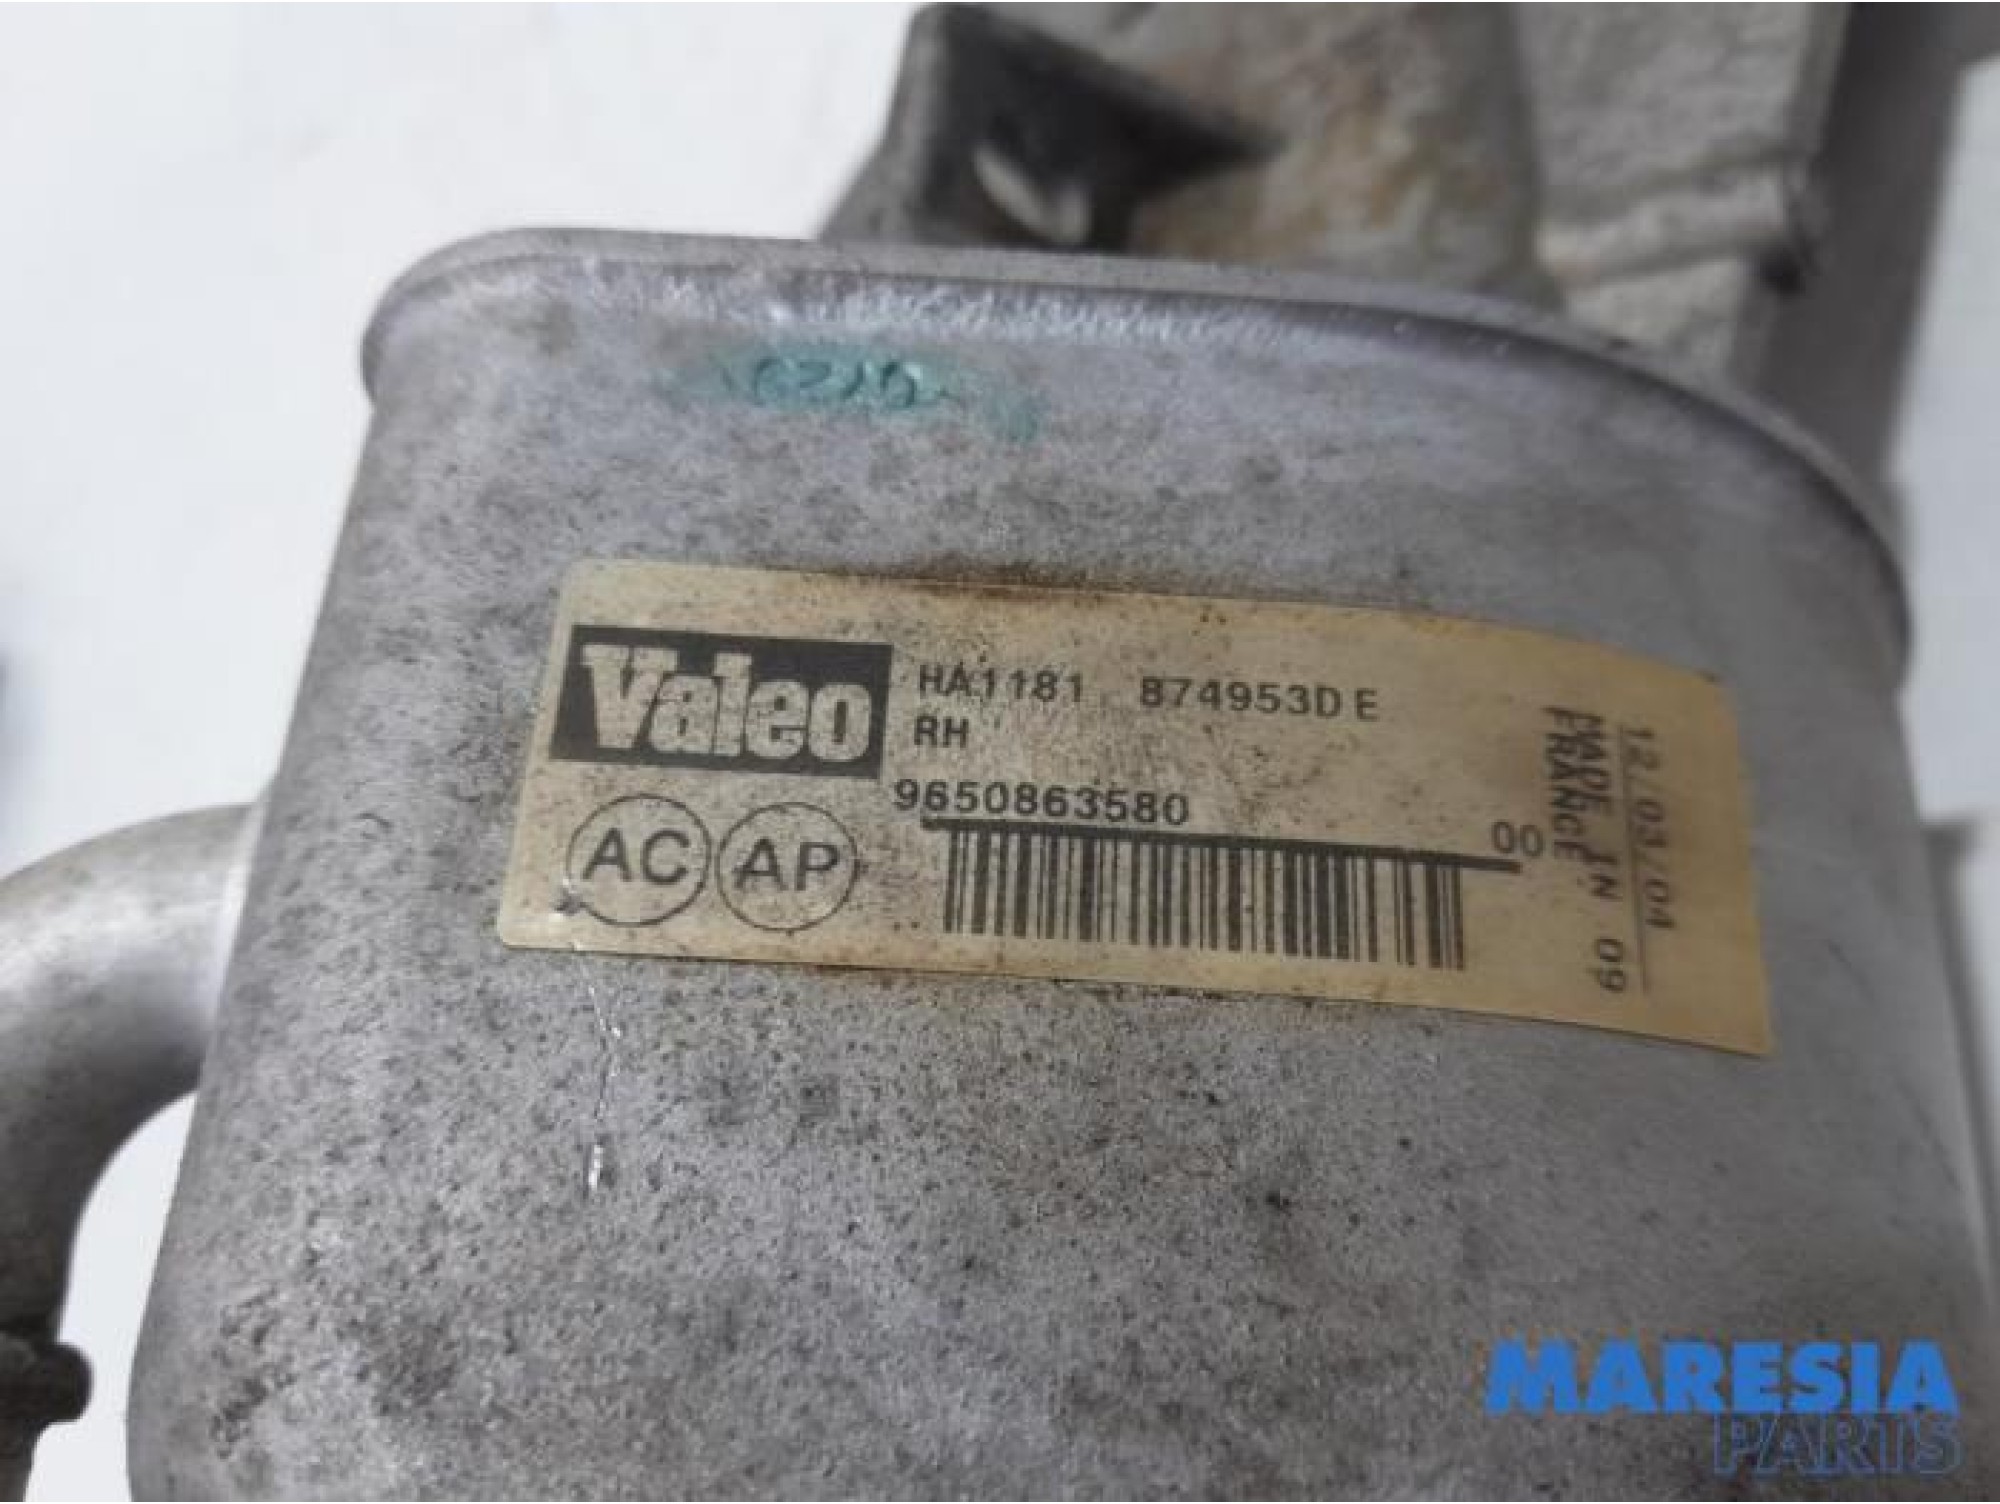 Valeo
HA1181 874953D E
RH
9650863580
00
AC AP
MADE IN 09
FRANCE
12/03/04
MARESIA
PARTS